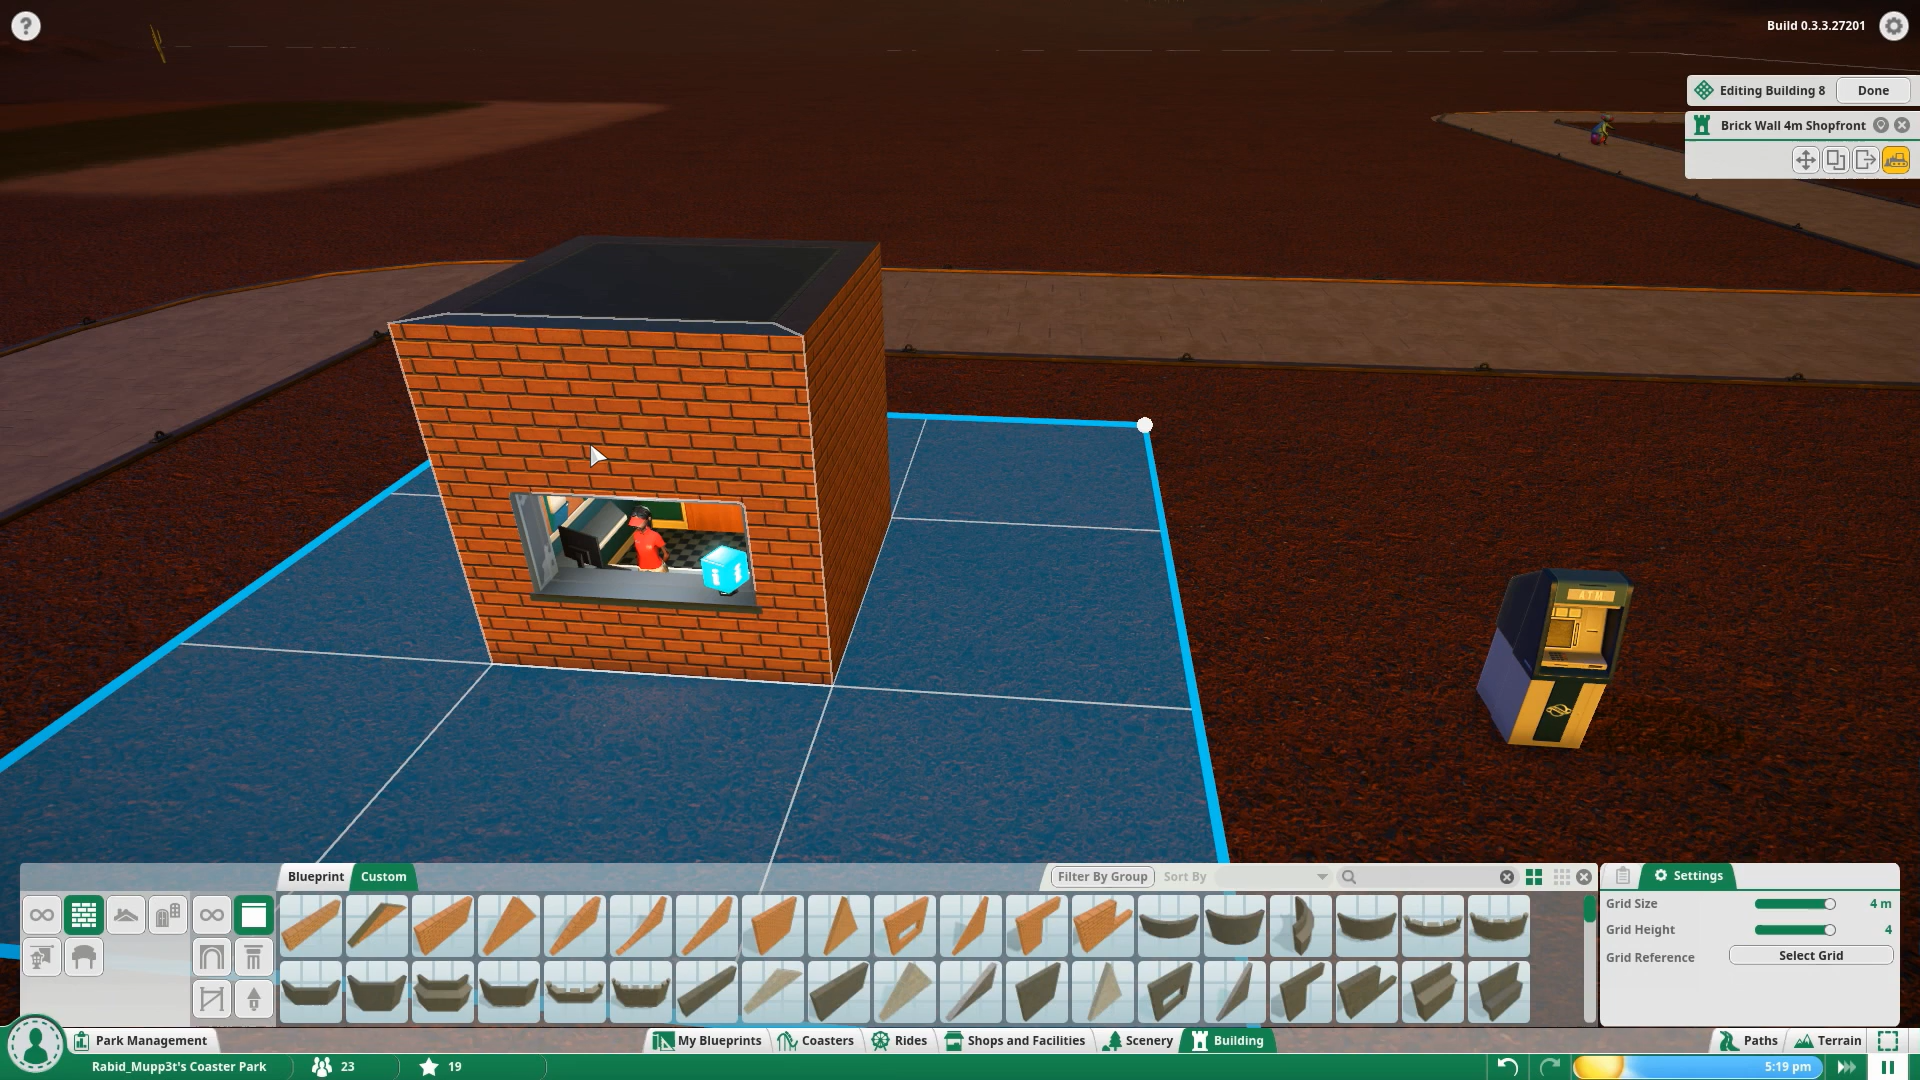 ?
Build 0.3.3.27201
Editing Building 8
Done
Brick Wall 4m Shopfront
i
ATM
Blueprint
Custom
Filter By Group
Sort By
Settings
Grid Size
4 m
Grid Height
4
Grid Reference
Select Grid
Park Management
My Blueprints
Coasters
Rides
Shops and Facilities
Scenery
Building
Paths
Terrain
Rabid_Mupp3t's Coaster Park
23
19
5:19 pm